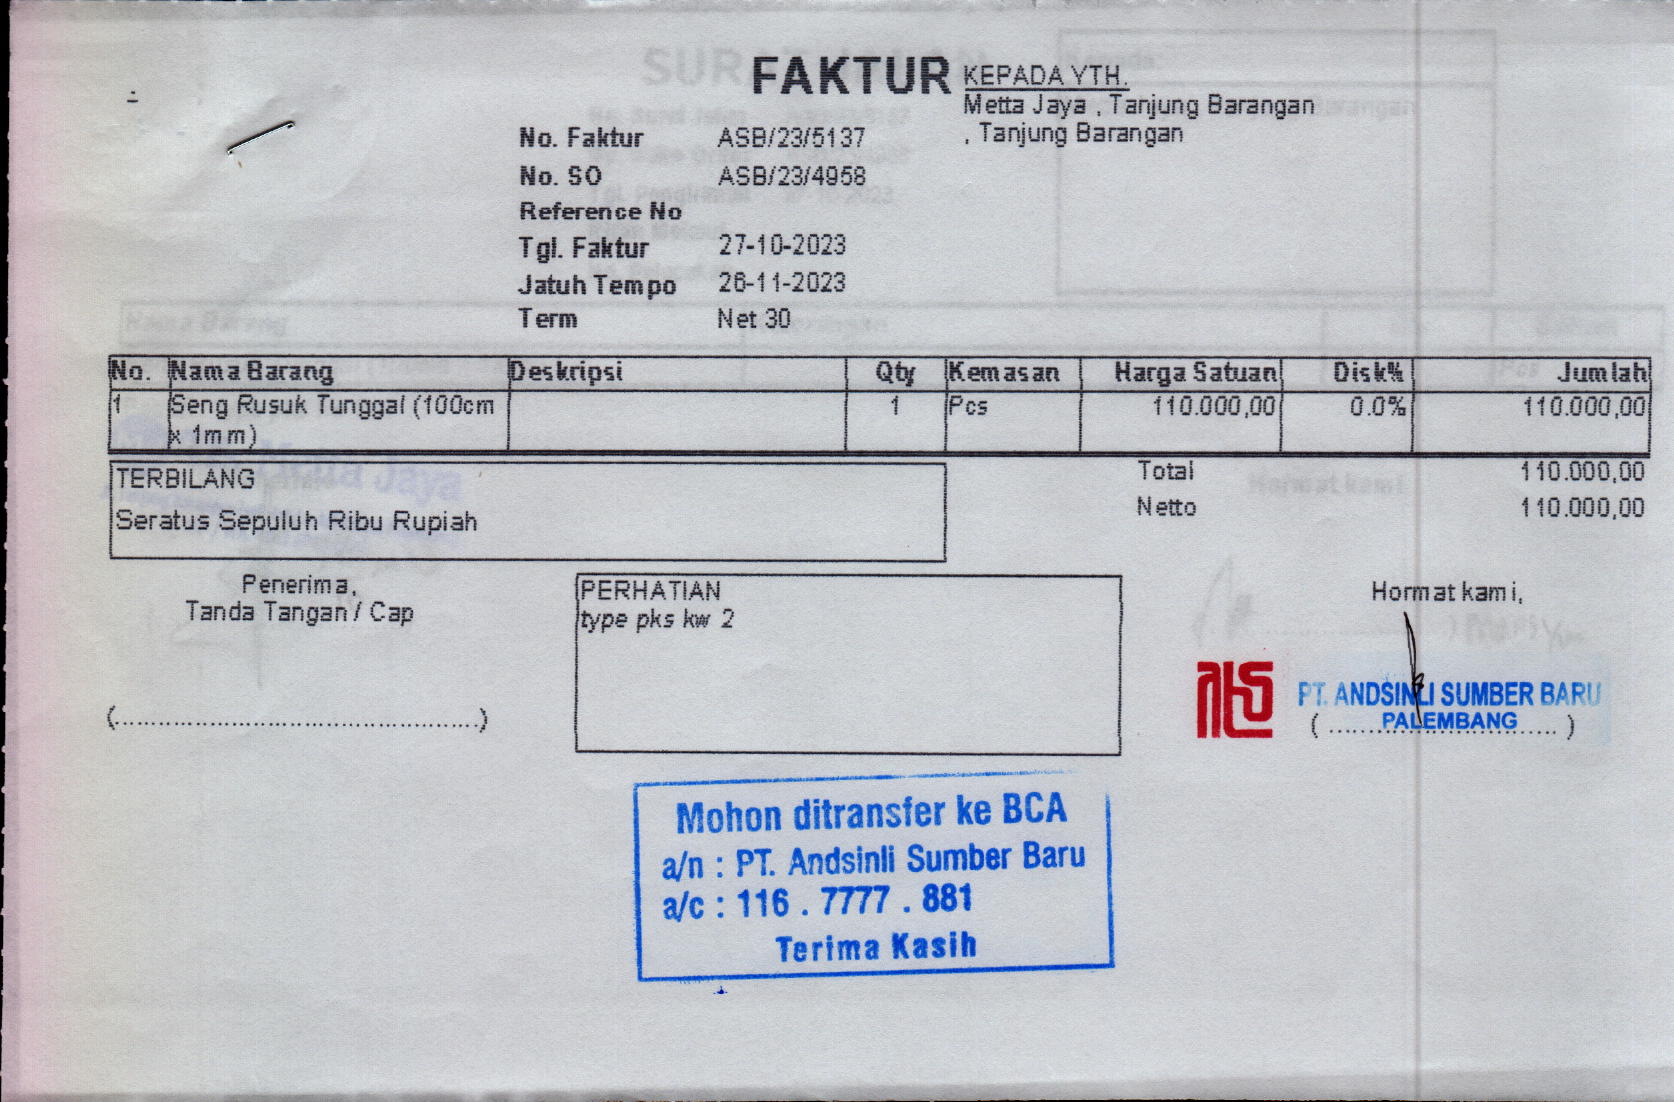 FAKTUR
KEPADA YTH.
Metta Jaya , Tanjung Barangan
, Tanjung Barangan
No. Faktur ASB/23/5137
No. SO ASB/23/4958
Reference No
Tgl. Faktur 27-10-2023
Jatuh Tempo 26-11-2023
Term Net 30
No. Nama Barang Deskripsi Qty Kemasan Harga Satuan Disk% Jumlah
1 Seng Rusuk Tunggal (100cm 1 Pcs 110.000,00 0.0% 110.000,00
x 1mm)
TERBILANG
Seratus Sepuluh Ribu Rupiah
Total 110.000,00
Netto 110.000,00
Penerima,
Tanda Tangan / Cap
(............................................)
PERHATIAN
type pks kw 2
Hormat kami,
PT. ANDSINLI SUMBER BARU
PALEMBANG
( ............................ )
Mohon ditransfer ke BCA
a/n : PT. Andsinli Sumber Baru
a/c : 116 . 7777 . 881
Terima Kasih